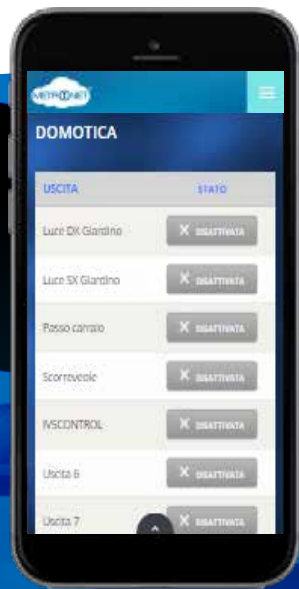 METRONET
DOMOTICA
USCITA STATO
Luce DX Giardino X DISATTIVATA
Luce SX Giardino X DISATTIVATA
Passo carraio X DISATTIVATA
Scorrevole X DISATTIVATA
IVSCONTROL X DISATTIVATA
Uscita 6 X DISATTIVATA
Uscita 7 X DISATTIVATA